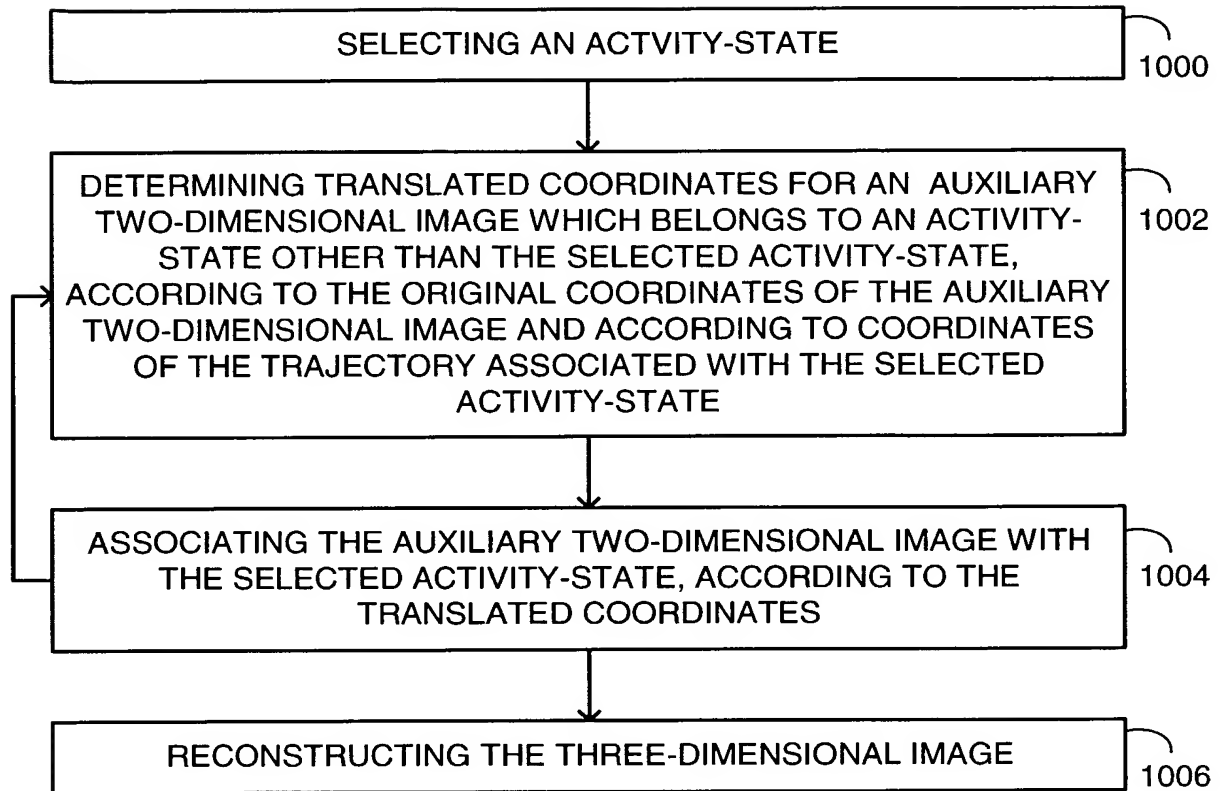 SELECTING AN ACTVITY-STATE
1000
DETERMINING TRANSLATED COORDINATES FOR AN AUXILIARY
TWO-DIMENSIONAL IMAGE WHICH BELONGS TO AN ACTIVITY-
STATE OTHER THAN THE SELECTED ACTIVITY-STATE,
ACCORDING TO THE ORIGINAL COORDINATES OF THE AUXILIARY
TWO-DIMENSIONAL IMAGE AND ACCORDING TO COORDINATES
OF THE TRAJECTORY ASSOCIATED WITH THE SELECTED
ACTIVITY-STATE
1002
ASSOCIATING THE AUXILIARY TWO-DIMENSIONAL IMAGE WITH
THE SELECTED ACTIVITY-STATE, ACCORDING TO THE
TRANSLATED COORDINATES
1004
RECONSTRUCTING THE THREE-DIMENSIONAL IMAGE
1006